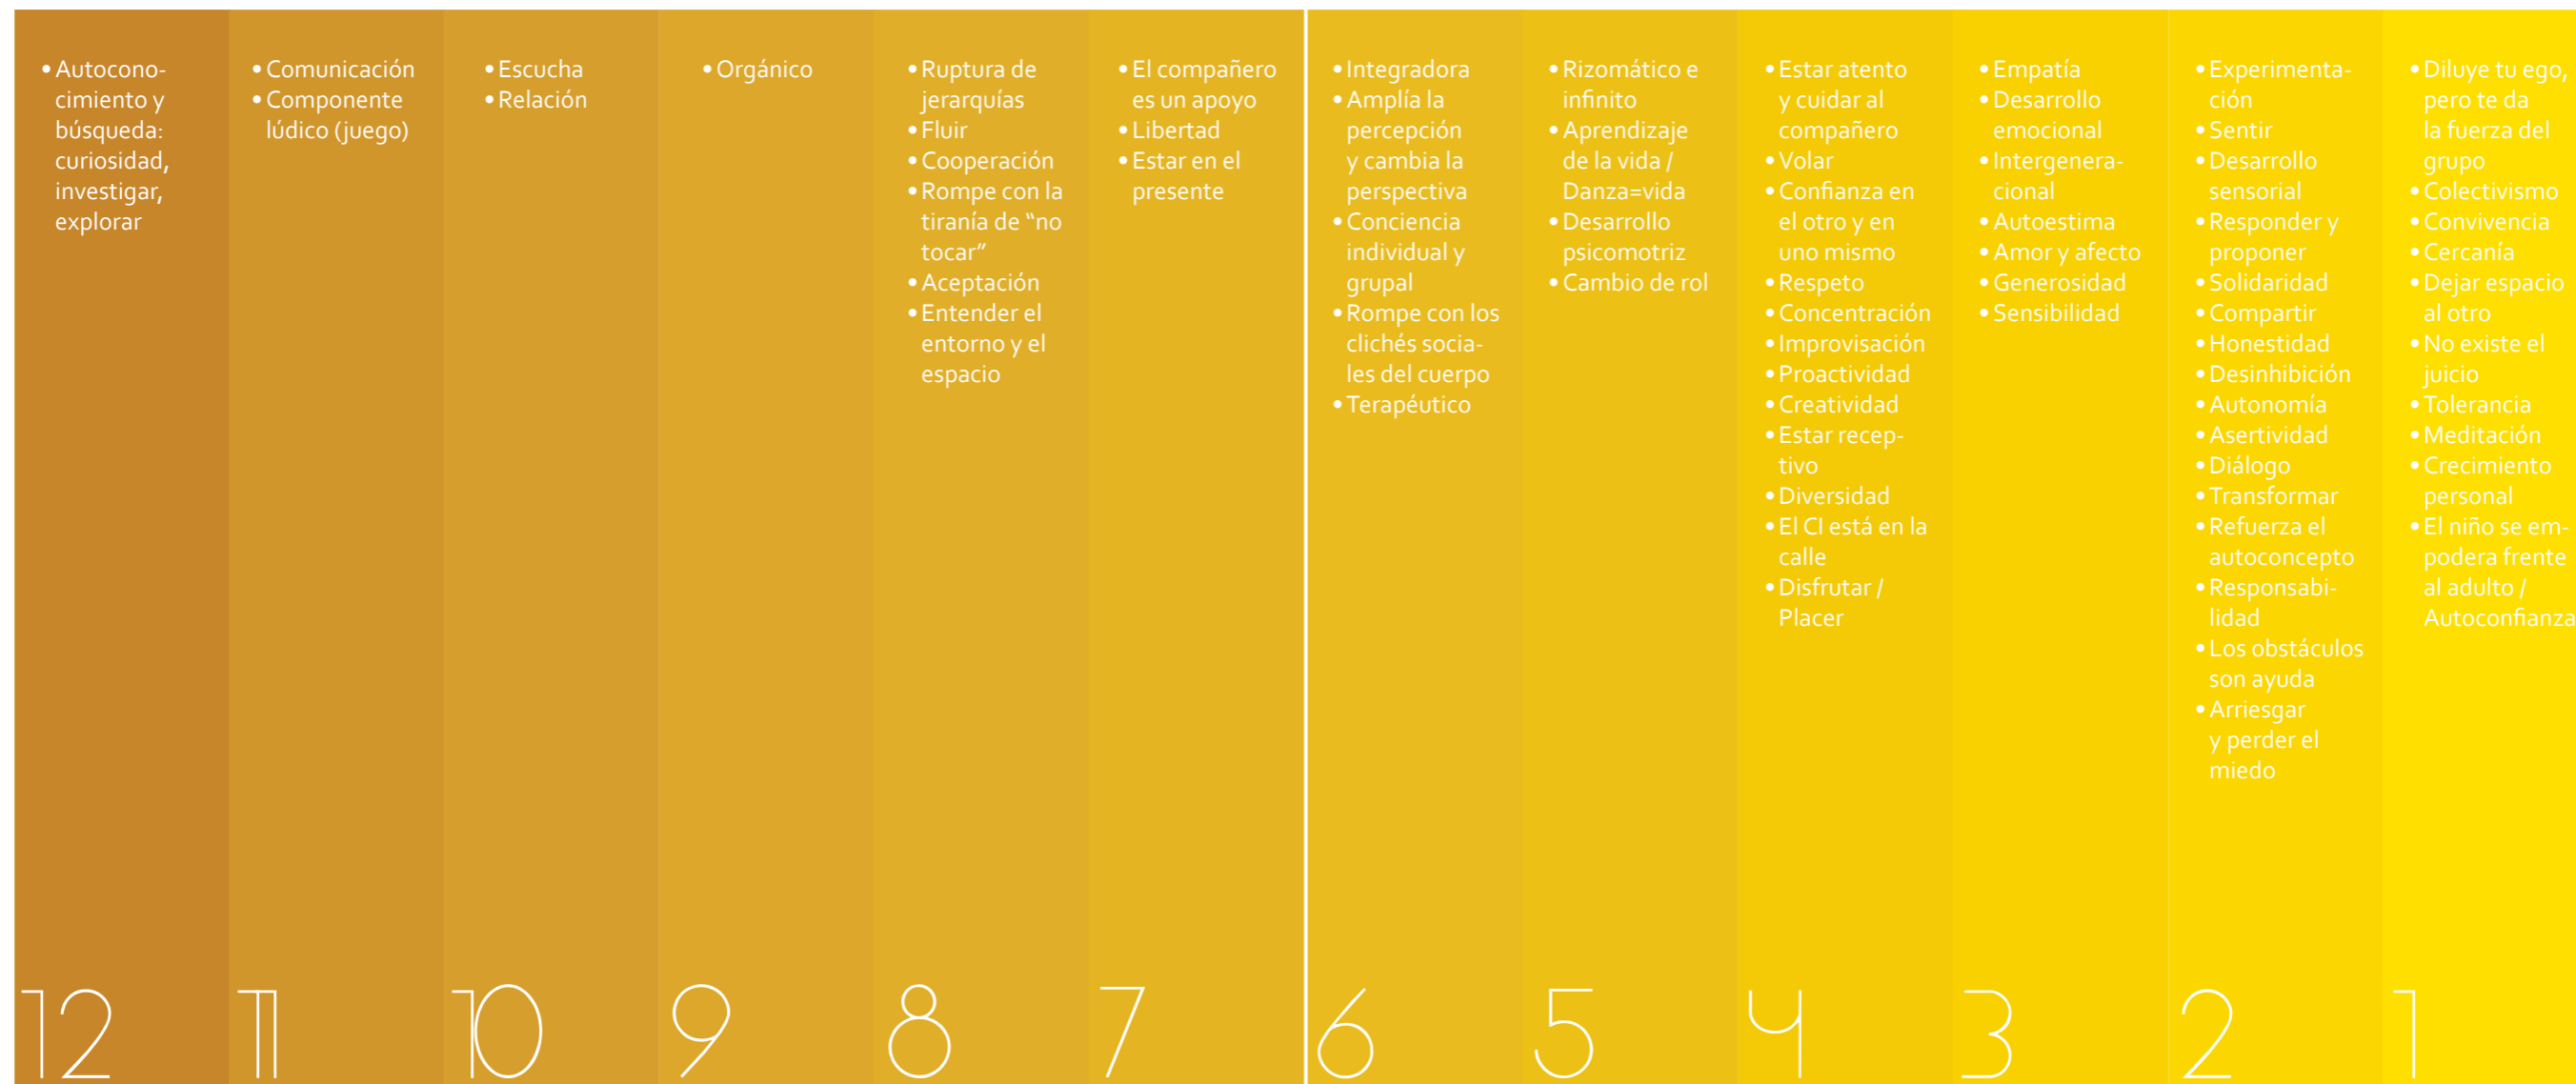 • Autocono-
cimiento y
búsqueda:
curiosidad,
investigar,
explorar
12
• Comunicación
• Componente
lúdico (juego)
11
• Escucha
• Relación
10
• Orgánico
9
• Ruptura de
jerarquías
• Fluir
• Cooperación
• Rompe con la
tiranía de “no
tocar”
• Aceptación
• Entender el
entorno y el
espacio
8
• El compañero
es un apoyo
• Libertad
• Estar en el
presente
7
• Integradora
• Amplía la
percepción
y cambia la
perspectiva
• Conciencia
individual y
grupal
• Rompe con los
clichés socia-
les del cuerpo
• Terapéutico
6
• Rizomático e
infinito
• Aprendizaje
de la vida /
Danza=vida
• Desarrollo
psicomotriz
• Cambio de rol
5
• Estar atento
y cuidar al
compañero
• Volar
• Confianza en
el otro y en
uno mismo
• Respeto
• Concentración
• Improvisación
• Proactividad
• Creatividad
• Estar recep-
tivo
• Diversidad
• El CI está en la
calle
• Disfrutar /
Placer
4
• Empatía
• Desarrollo
emocional
• Intergenera-
cional
• Autoestima
• Amor y afecto
• Generosidad
• Sensibilidad
3
• Experimenta-
ción
• Sentir
• Desarrollo
sensorial
• Responder y
proponer
• Solidaridad
• Compartir
• Honestidad
• Desinhibición
• Autonomía
• Asertividad
• Diálogo
• Transformar
• Refuerza el
autoconcepto
• Responsabi-
lidad
• Los obstáculos
son ayuda
• Arriesgar
y perder el
miedo
2
• Diluye tu ego,
pero te da
la fuerza del
grupo
• Colectivismo
• Convivencia
• Cercanía
• Dejar espacio
al otro
• No existe el
juicio
• Tolerancia
• Meditación
• Crecimiento
personal
• El niño se em-
podera frente
al adulto /
Autoconfianza
1